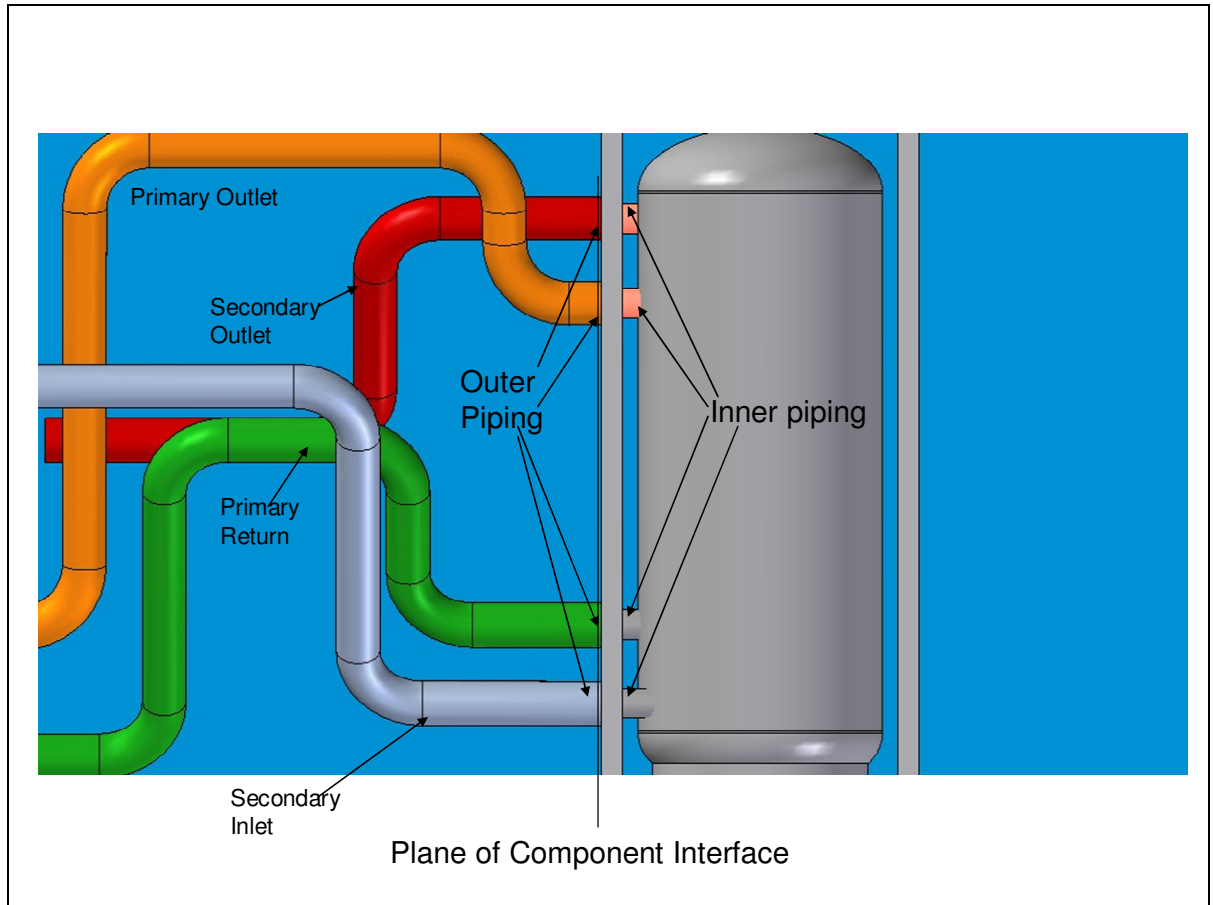 Primary Outlet
Secondary
Outlet
Outer
Piping
Inner piping
Primary
Return
Secondary
Inlet
Plane of Component Interface